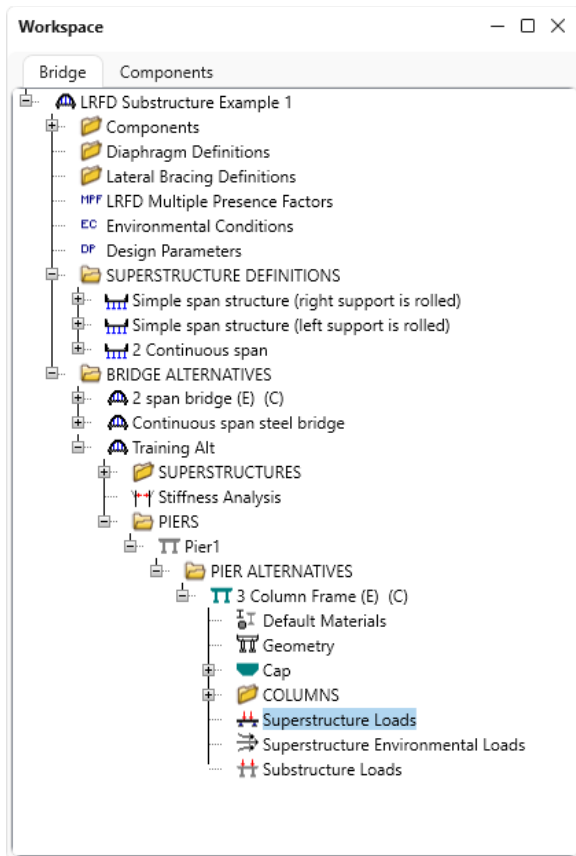 Workspace
Bridge Components
LRFD Substructure Example 1
Components
Diaphragm Definitions
Lateral Bracing Definitions
MPF LRFD Multiple Presence Factors
EC Environmental Conditions
DP Design Parameters
SUPERSTRUCTURE DEFINITIONS
Simple span structure (right support is rolled)
Simple span structure (left support is rolled)
2 Continuous span
BRIDGE ALTERNATIVES
2 span bridge (E) (C)
Continuous span steel bridge
Training Alt
SUPERSTRUCTURES
Stiffness Analysis
PIERS
Pier1
PIER ALTERNATIVES
3 Column Frame (E) (C)
Default Materials
Geometry
Cap
COLUMNS
Superstructure Loads
Superstructure Environmental Loads
Substructure Loads